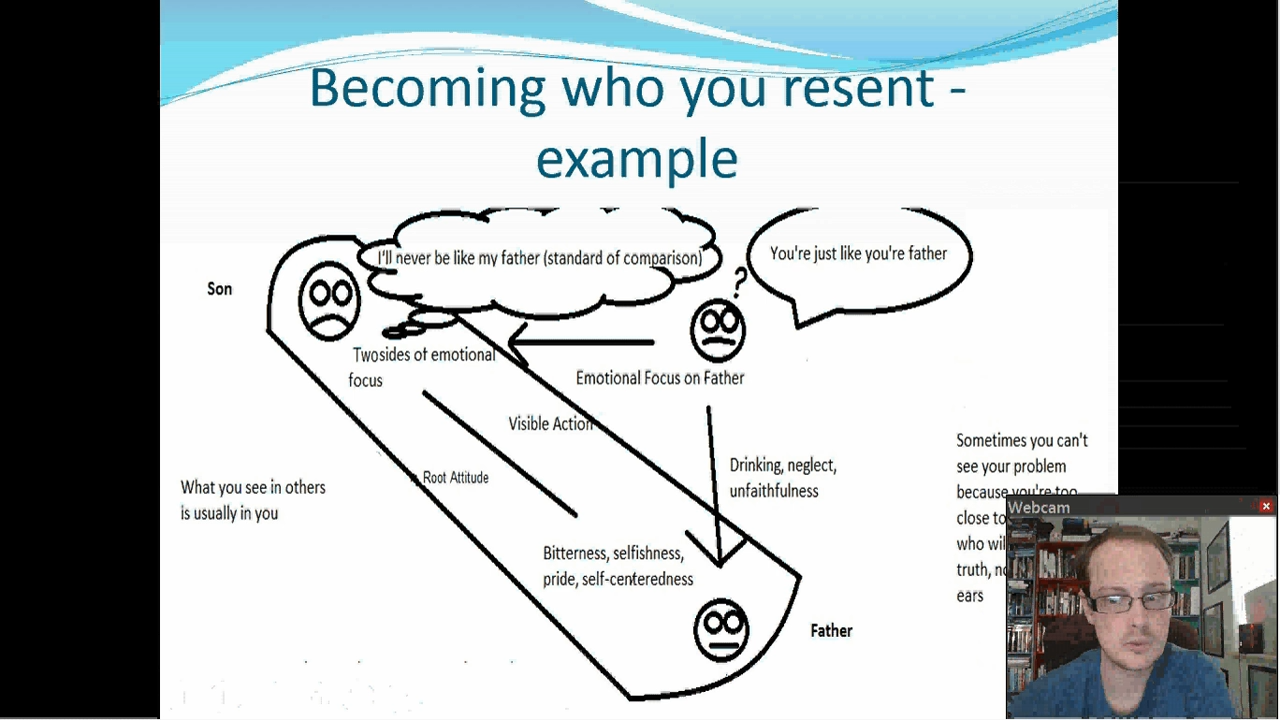 Becoming who you resent -
example
I'll never be like my father (standard of comparison)
You're just like you're father
Son
?
Twosides of emotional
focus
Emotional Focus on Father
Visible Action
Root Attitude
Drinking, neglect,
unfaithfulness
What you see in others
is usually in you
Sometimes you can't
see your problem
because you're too
close to
who
truth,
ears
Webcam
Bitterness, selfishness,
pride, self-centeredness
Father